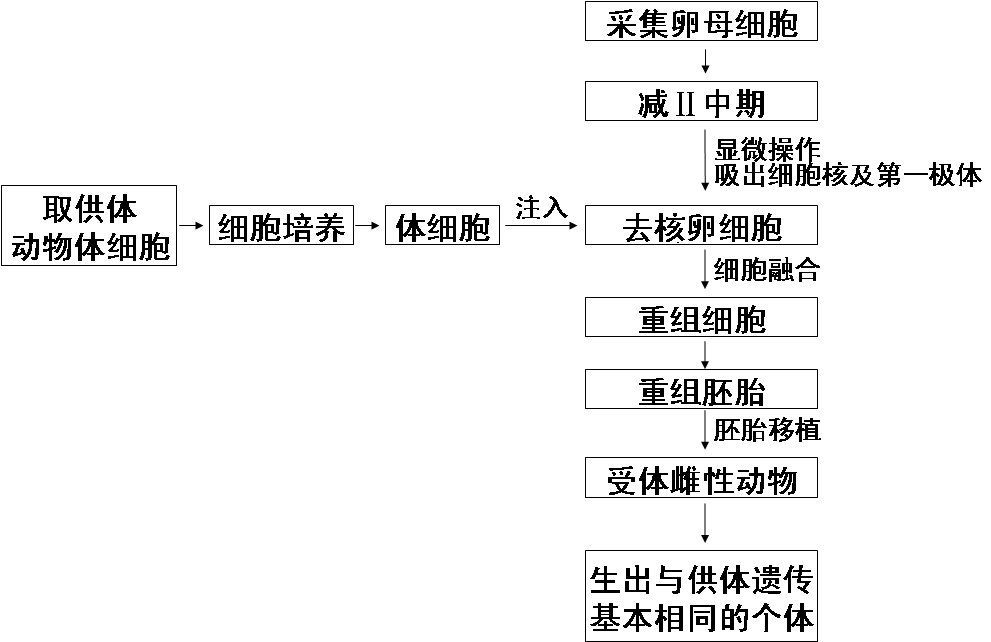 采集卵母细胞
减Ⅱ中期
显微操作
吸出细胞核及第一极体
取供体
动物体细胞
细胞培养
体细胞
注入
去核卵细胞
细胞融合
重组细胞
重组胚胎
胚胎移植
受体雌性动物
生出与供体遗传
基本相同的个体